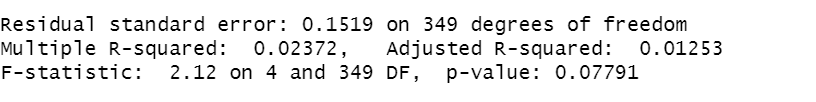 Residual standard error: 0.1519 on 349 degrees of freedom
Multiple R-squared:  0.02372,   Adjusted R-squared:  0.01253
F-statistic:  2.12 on 4 and 349 DF,  p-value: 0.07791